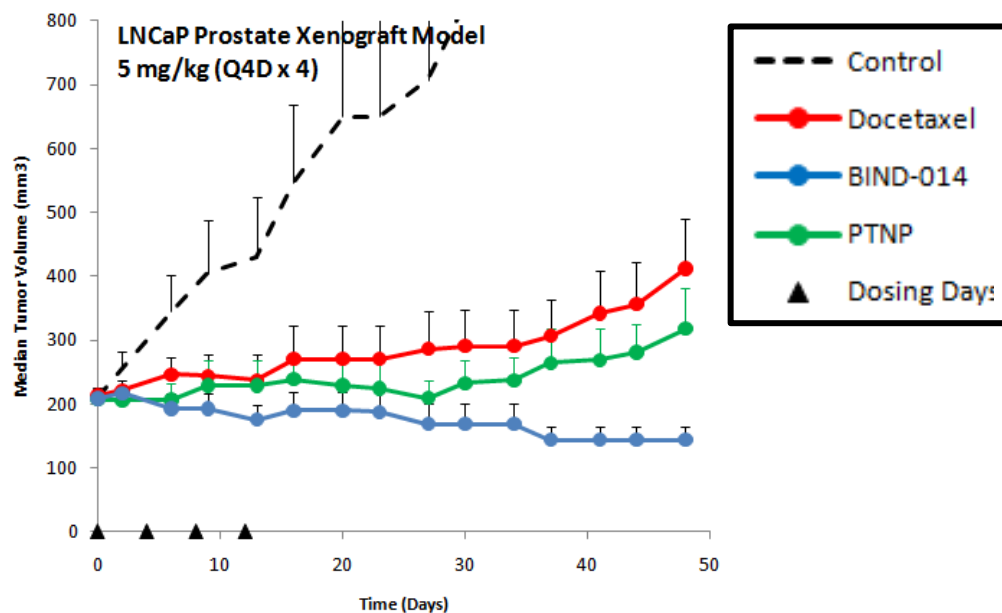 LNCaP Prostate Xenograft Model
5 mg/kg (Q4D x 4)
Median Tumor Volume (mm3)
800
700
600
500
400
300
200
100
0
0
10
20
30
40
50
Time (Days)
Control
Docetaxel
BIND-014
PTNP
Dosing Days